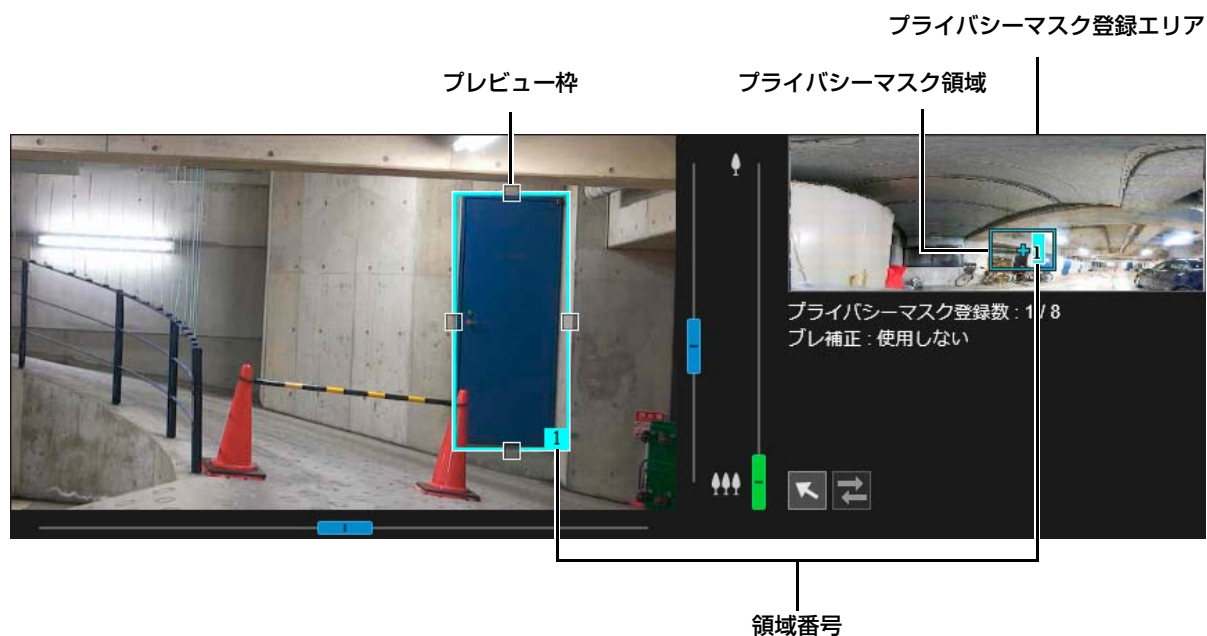 プライバシーマスク登録エリア
プレビュー枠
プライバシーマスク領域
1
1
プライバシーマスク登録数 : 1 / 8
ブレ補正 : 使用しない
領域番号